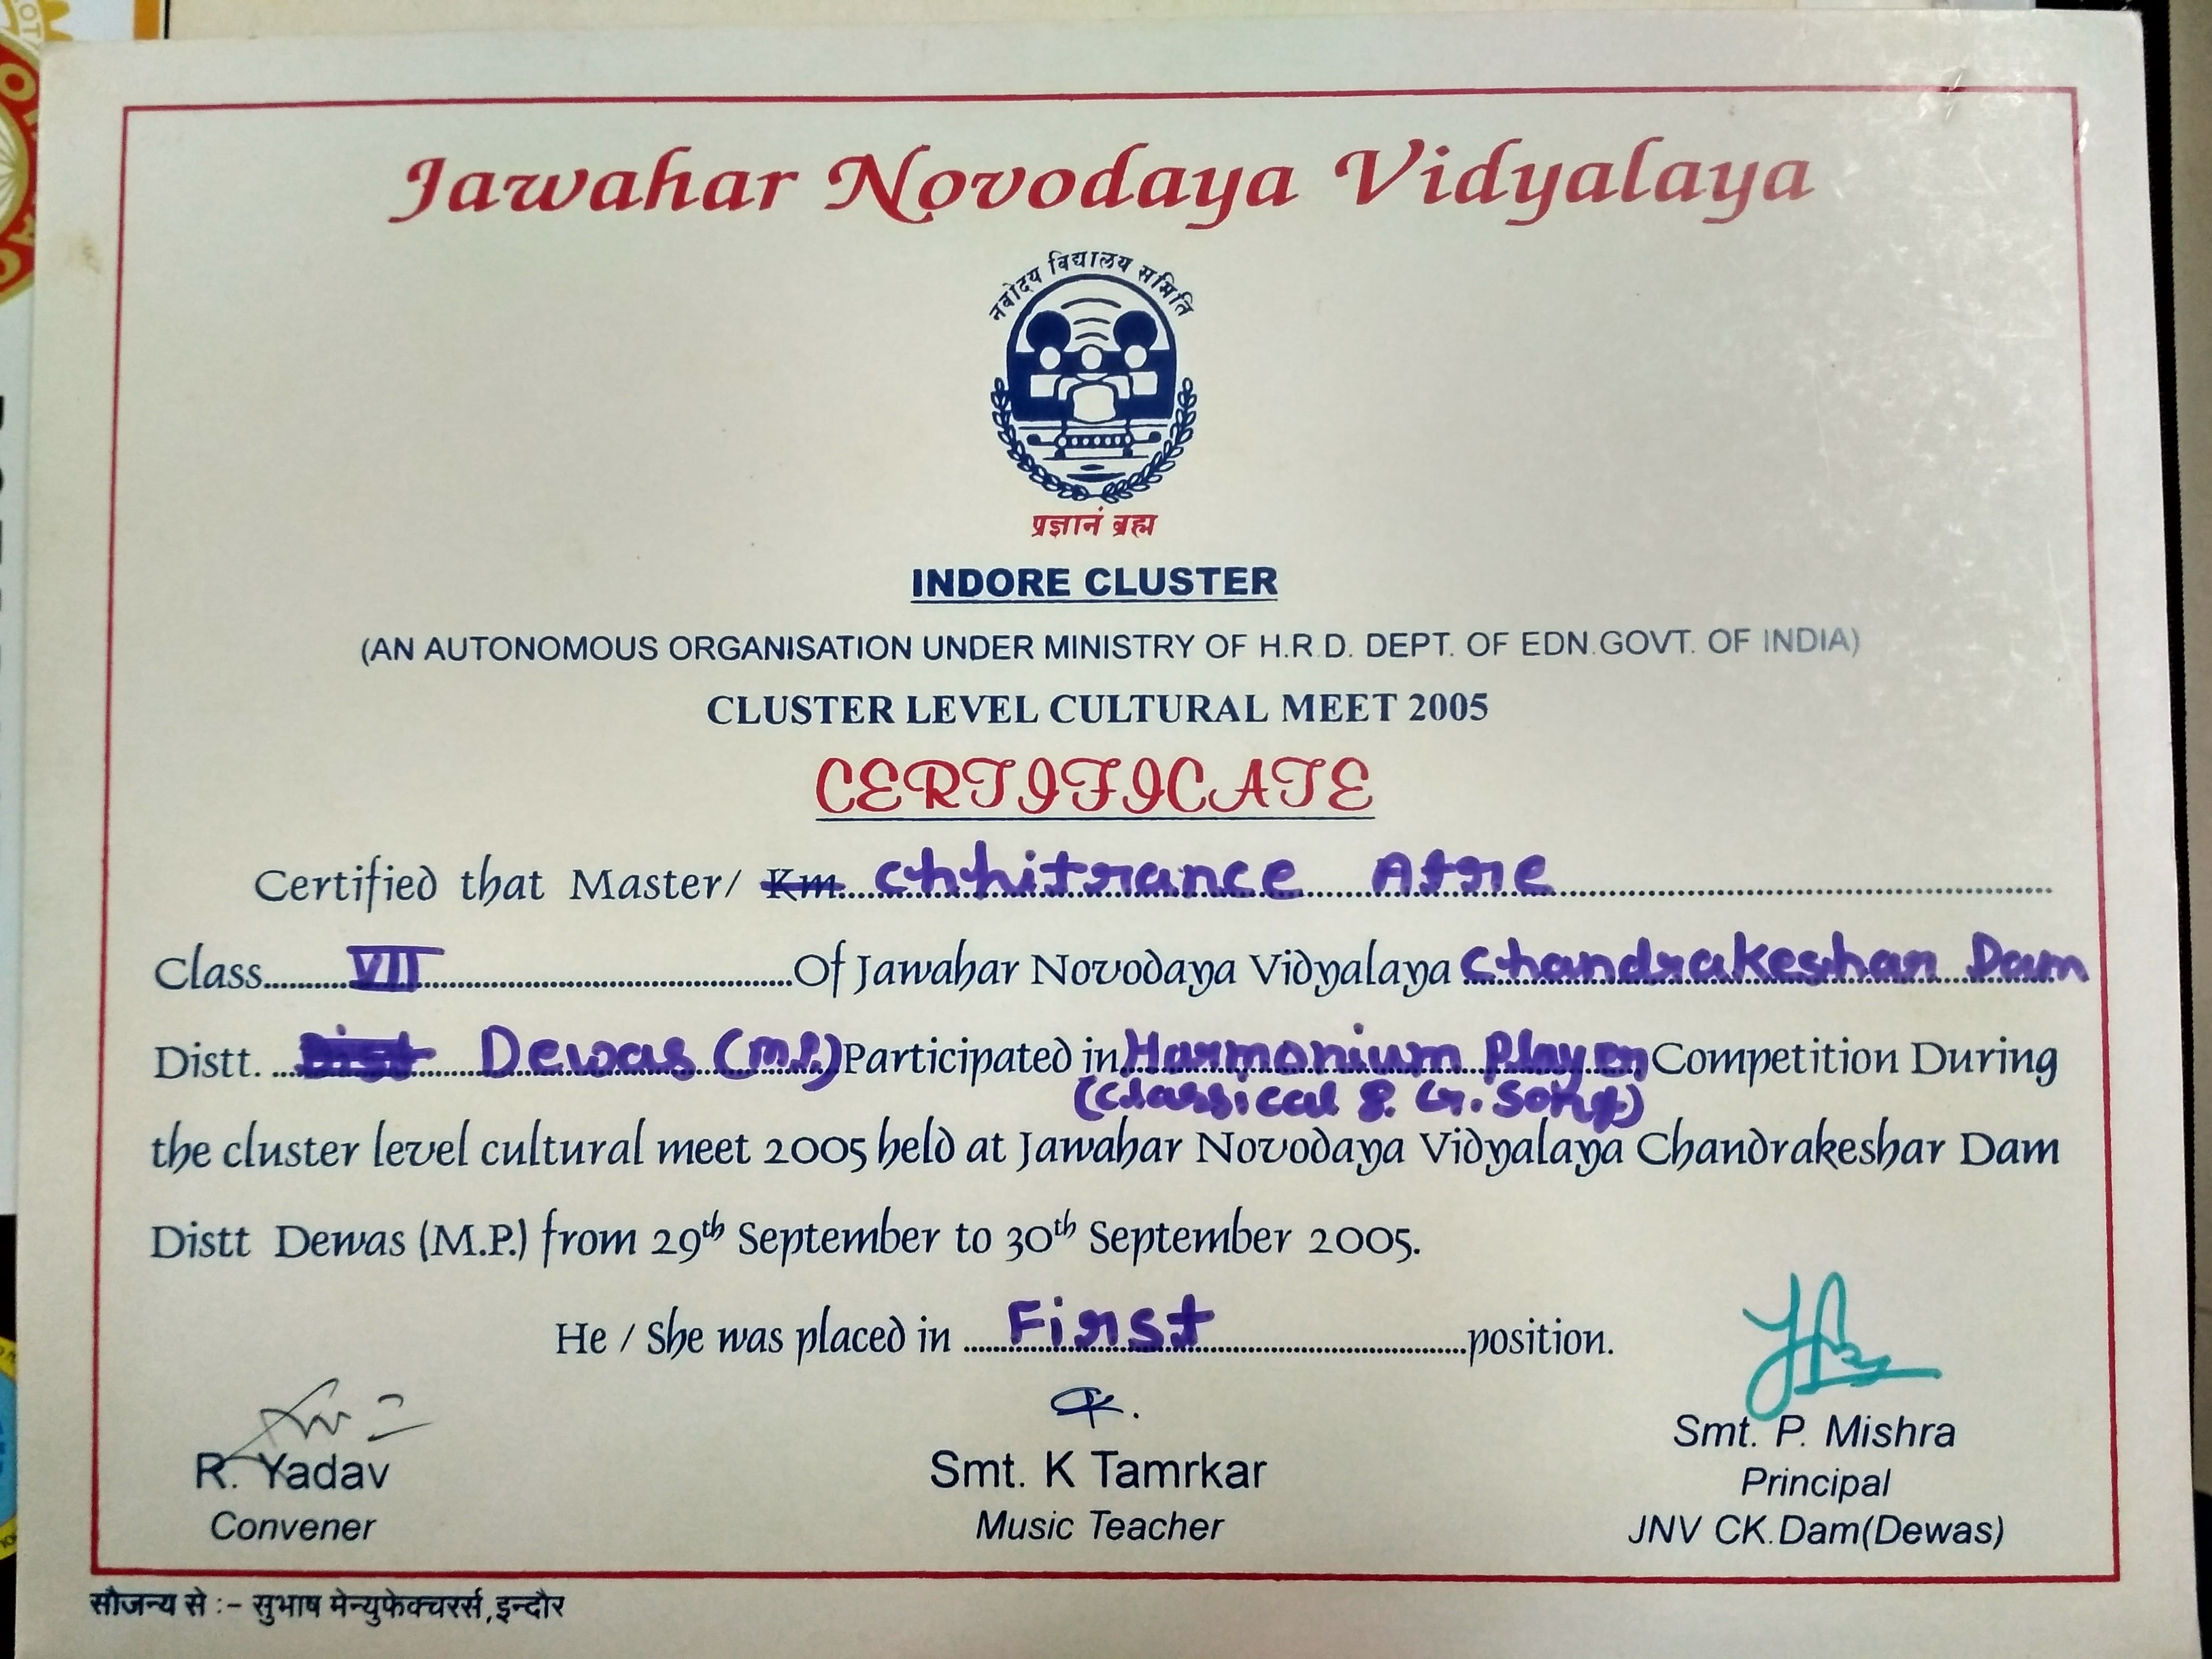 Jawahar Novodaya Vidyalaya
नवोदय विद्यालय समिति
प्रज्ञानं ब्रह्म
INDORE CLUSTER
(AN AUTONOMOUS ORGANISATION UNDER MINISTRY OF H.R.D. DEPT. OF EDN.GOVT. OF INDIA)
CLUSTER LEVEL CULTURAL MEET 2005
CERTIFICATE
Certified that Master/ Km. Chhitrance Atre
Class VII Of Jawahar Novodaya Vidyalaya Chandrakeshar Dam
Distt. Dist Dewas (M.P.) Participated in Harmonium Player Competition During
(Classical & G. Song)
the cluster level cultural meet 2005 held at Jawahar Novodaya Vidyalaya Chandrakeshar Dam
Distt Dewas (M.P.) from 29th September to 30th September 2005.
He / She was placed in First position.
R. Yadav
Convener
Smt. K Tamrkar
Music Teacher
Smt. P. Mishra
Principal
JNV CK.Dam(Dewas)
सौजन्य से :- सुभाष मेन्युफेक्चरर्स, इन्दौर